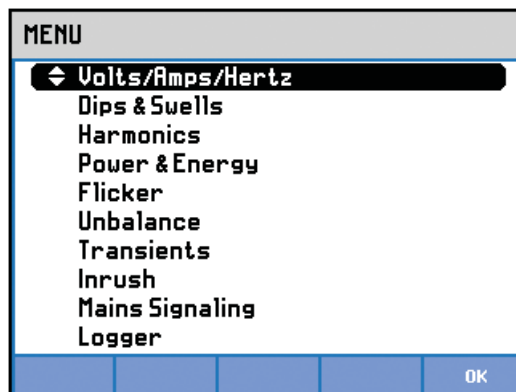 MENU
Volts/Amps/Hertz
Dips & Swells
Harmonics
Power & Energy
Flicker
Unbalance
Transients
Inrush
Mains Signaling
Logger
OK